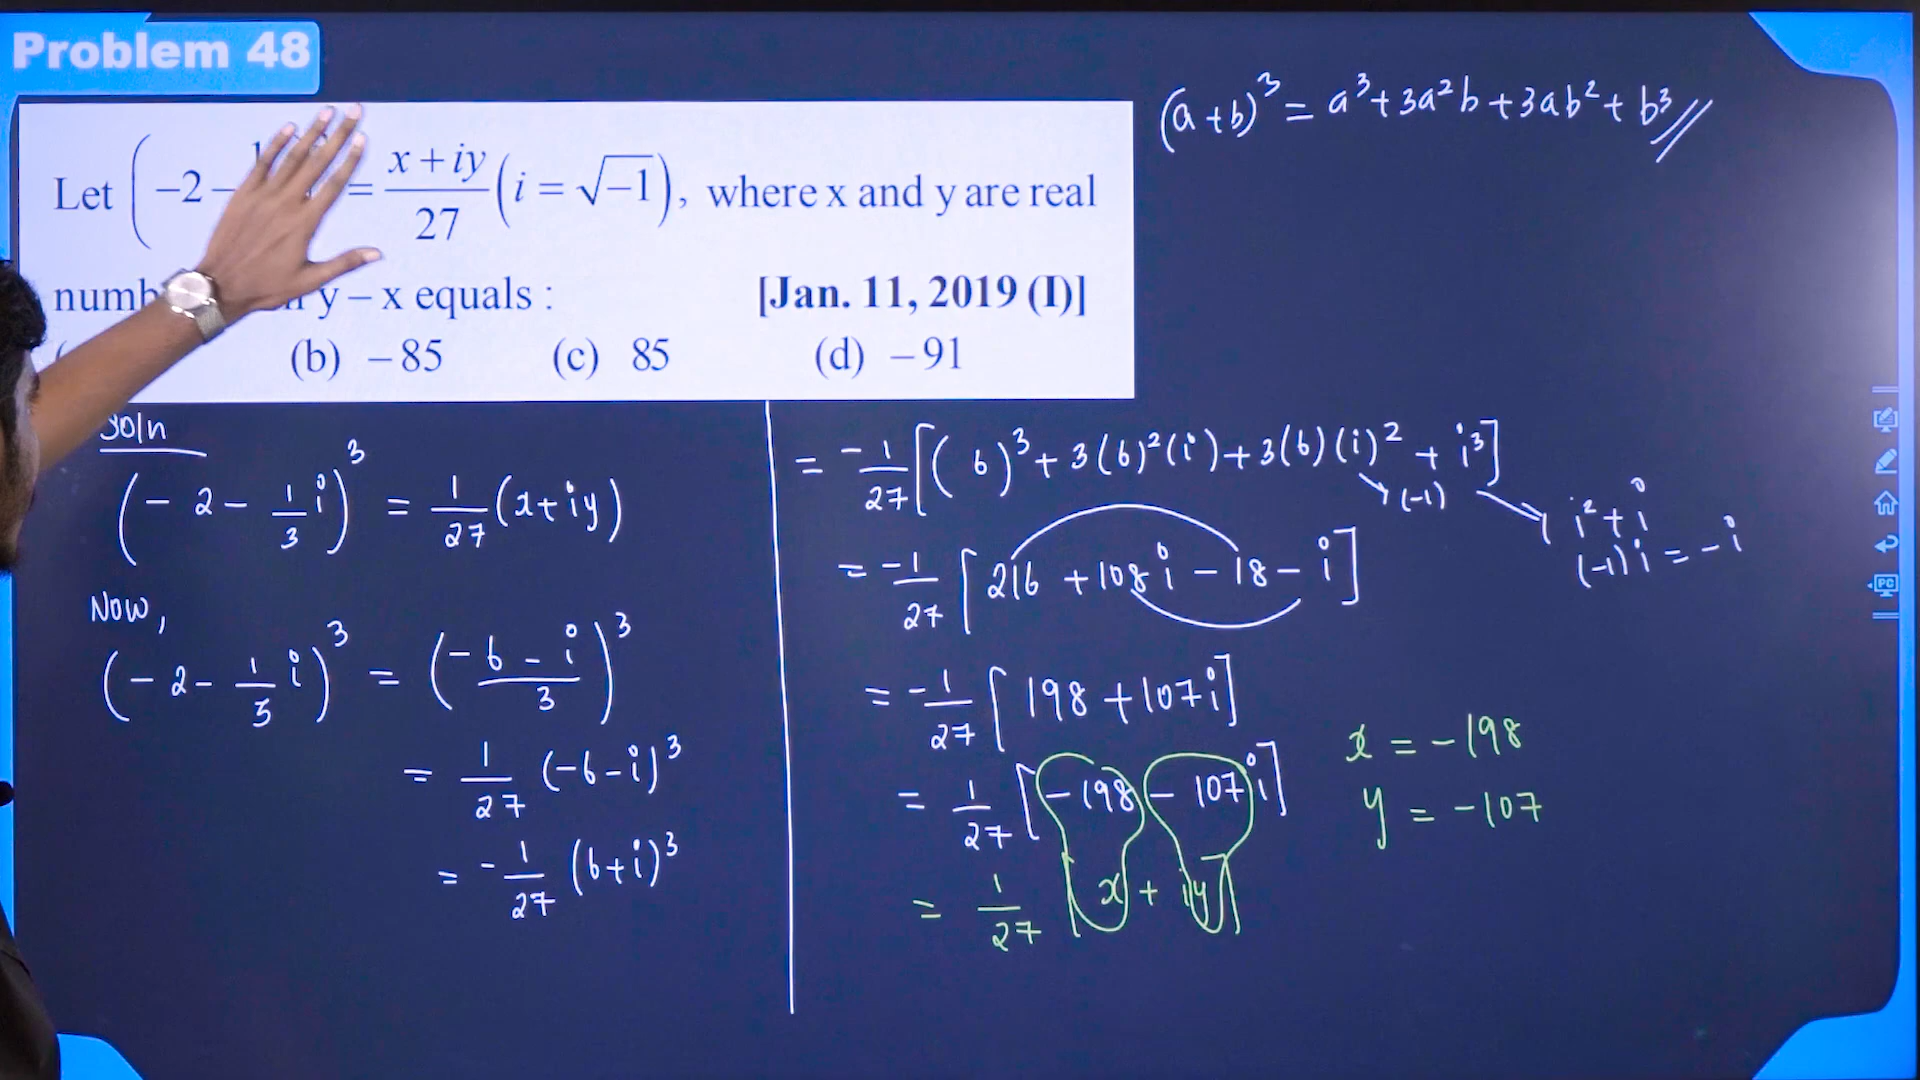 Problem 48
Let (-2 - = x + iy / 27 (i = √-1), where x and y are real
numb y – x equals : [Jan. 11, 2019 (I)]
(b) –85 (c) 85 (d) –91
(a+b)³ = a³+3a²b+3ab²+b³//
Soln
(-2 - 1/3 i)³ = 1/27 (x+iy)
Now,
(-2 - 1/3 i)³ = (-6 - i / 3)³
= 1/27 (-6-i)³
= -1/27 (6+i)³
= -1/27 [(6)³+3(6)²(i)+3(6)(i)²+i³]
(-1)
i²+i
(-1)i = -i
= -1/27 [216 +108i -18 - i]
= -1/27 [198 +107i]
= 1/27 [-198 - 107i]
= 1/27 [x + iy]
x = -198
y = -107
PC